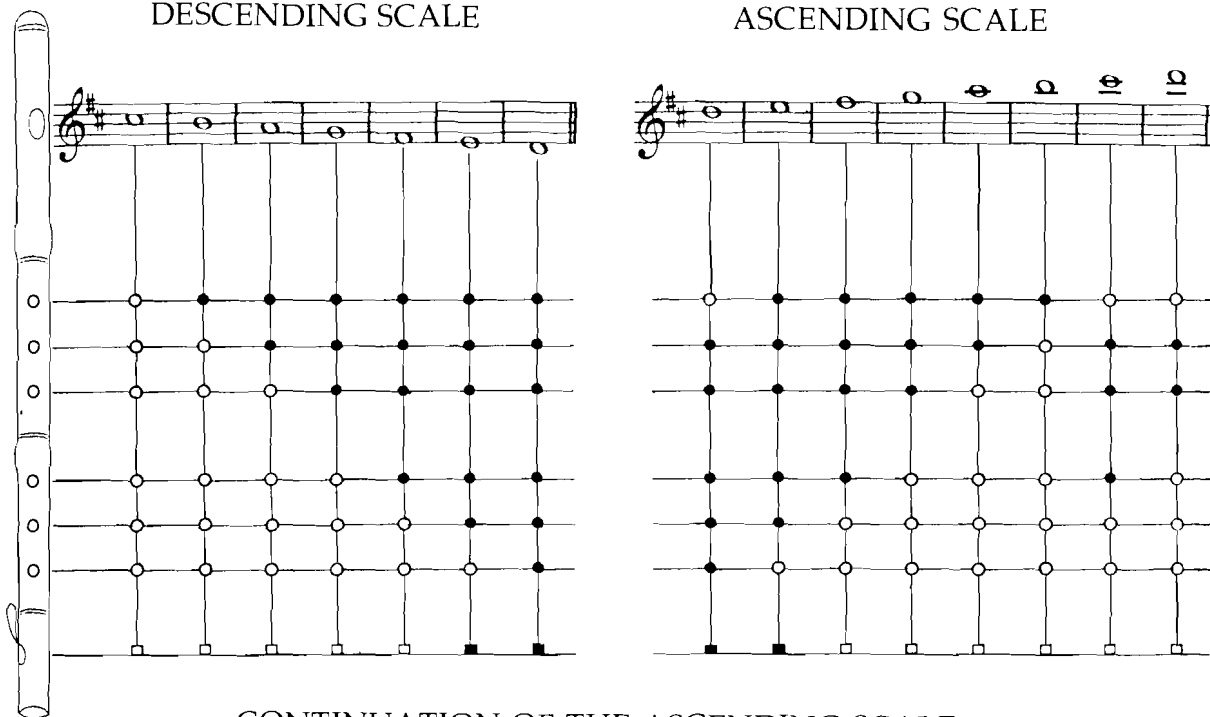 DESCENDING SCALE
ASCENDING SCALE
CONTINUATION OF THE ASCENDING SCALE